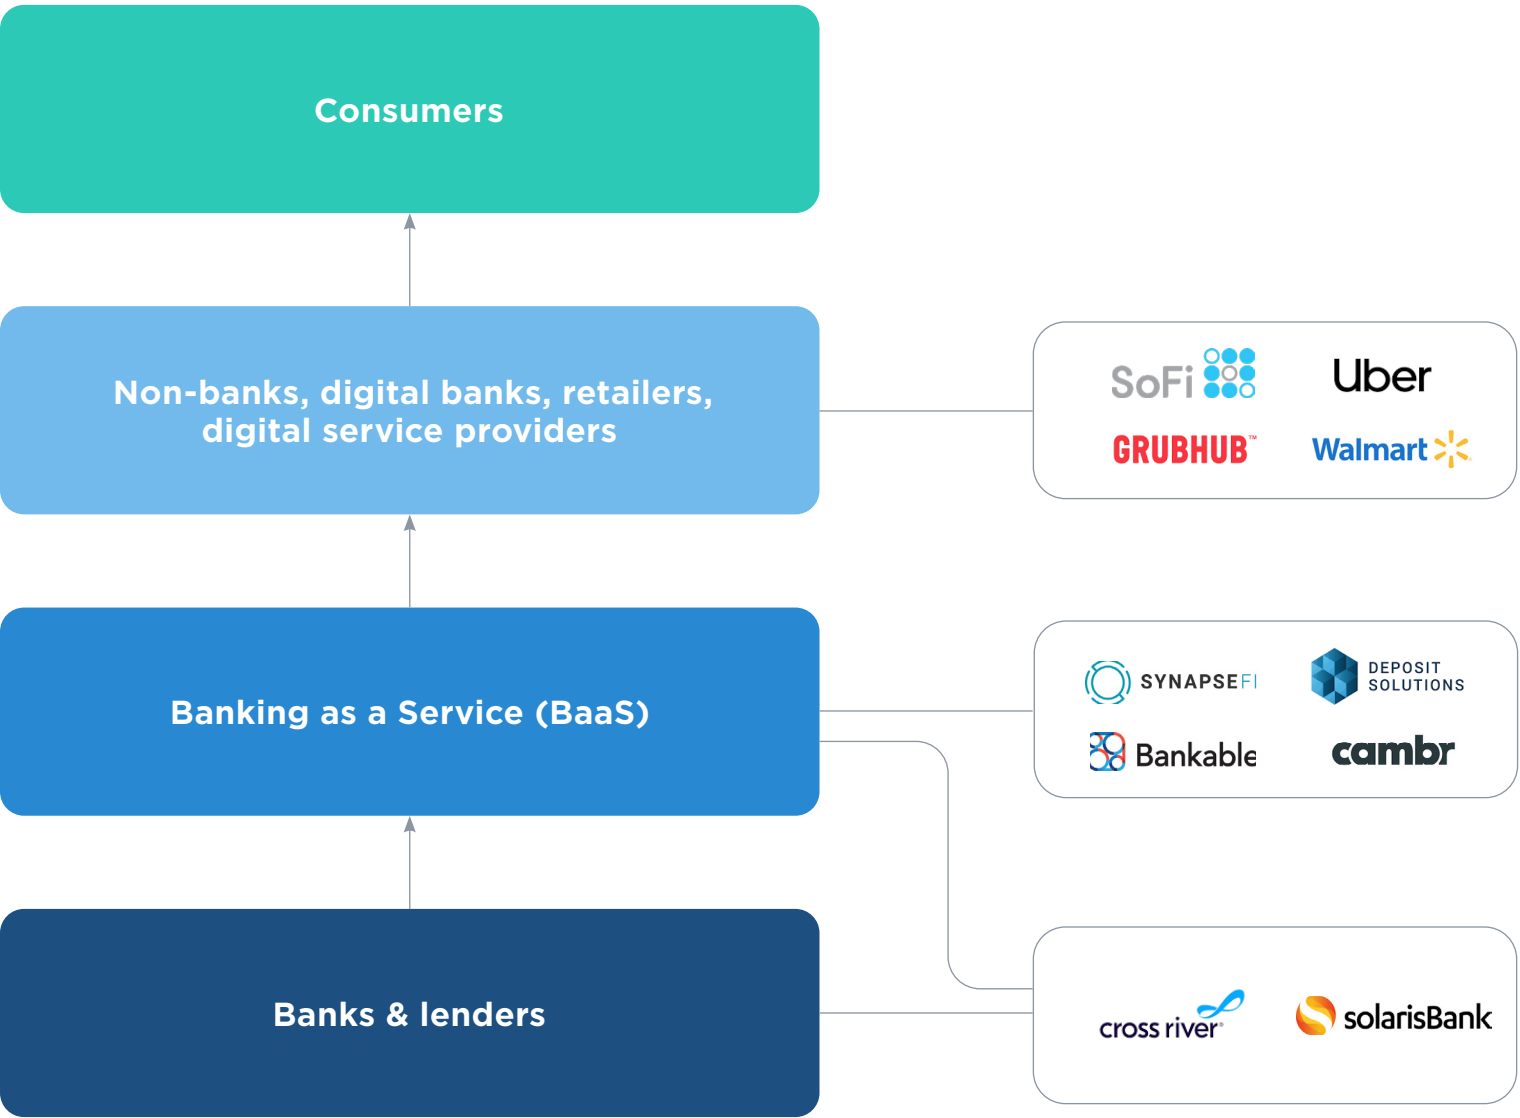 Consumers
Non-banks, digital banks, retailers,
digital service providers
SoFi
Uber
GRUBHUB™
Walmart
Banking as a Service (BaaS)
SYNAPSEFI
DEPOSIT
SOLUTIONS
Bankable
cambr
Banks & lenders
cross river®
solarisBank